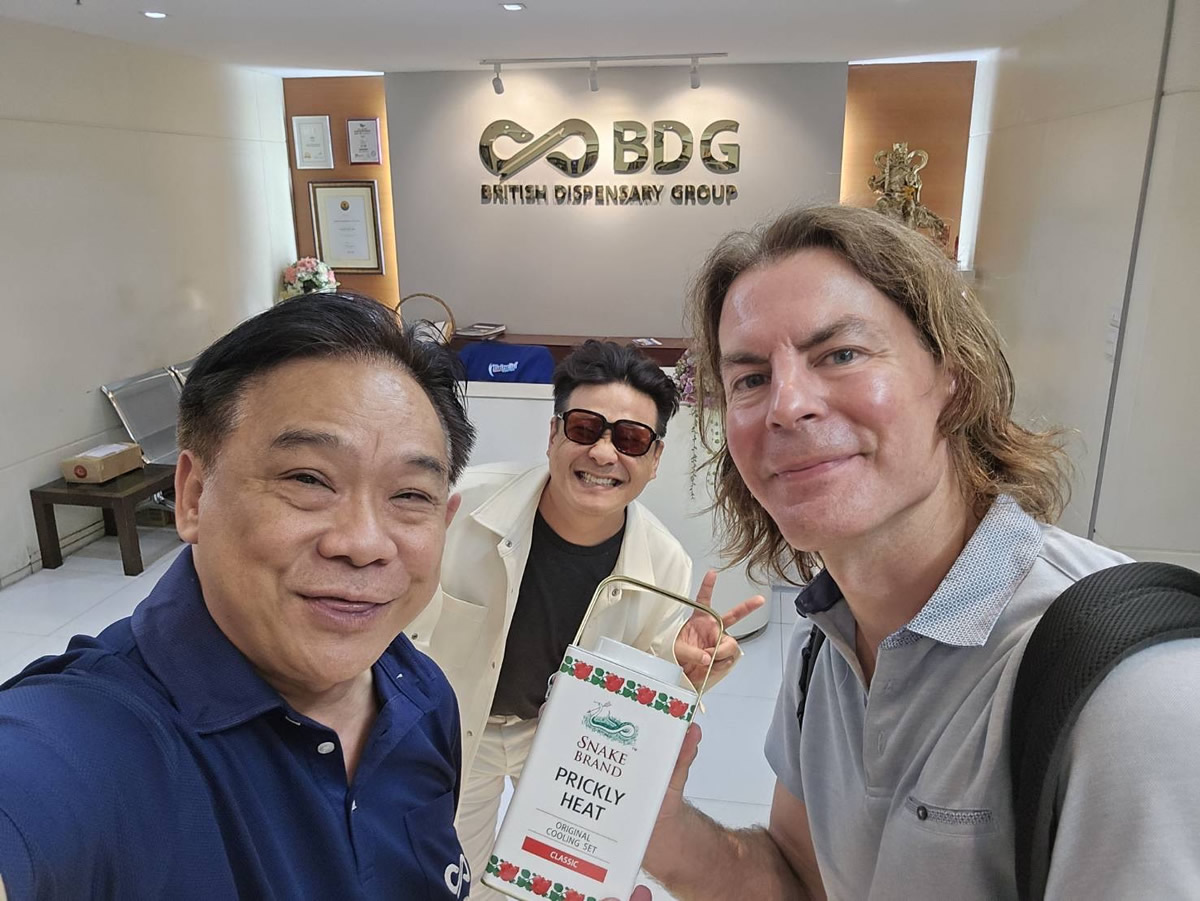 BDG
BRITISH DISPENSARY GROUP
SNAKE
BRAND
PRICKLY
HEAT
ORIGINAL
COOLING SET
CLASSIC